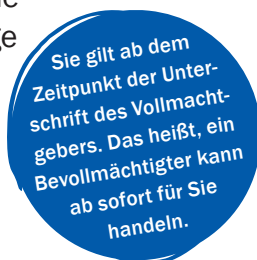 ge
Sie gilt ab dem
Zeitpunkt der Unter-
schrift des Vollmacht-
gebers. Das heißt, ein
Bevollmächtigter kann
ab sofort für Sie
handeln.